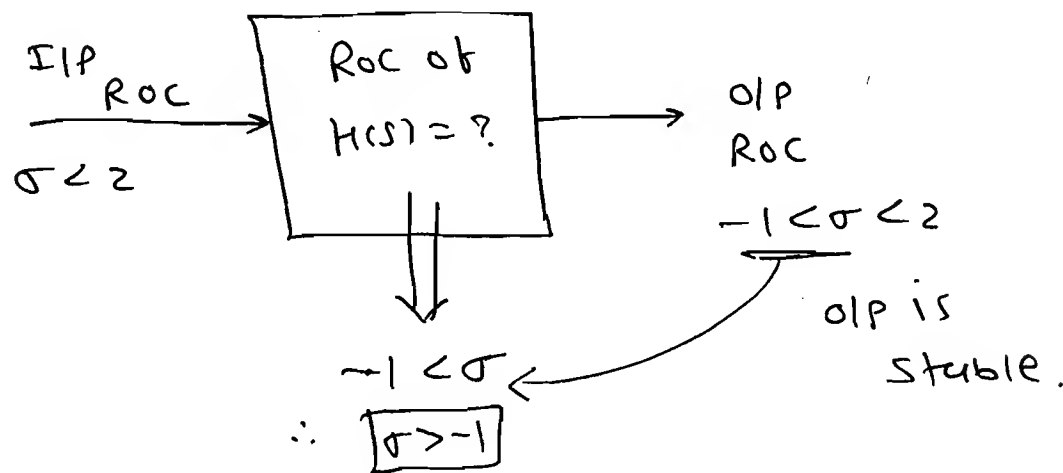 I/P
ROC
σ < 2
ROC of
H(s) = ?
O/P
ROC
-1 < σ < 2
O/P is
stable.
-1 < σ
∴ σ > -1